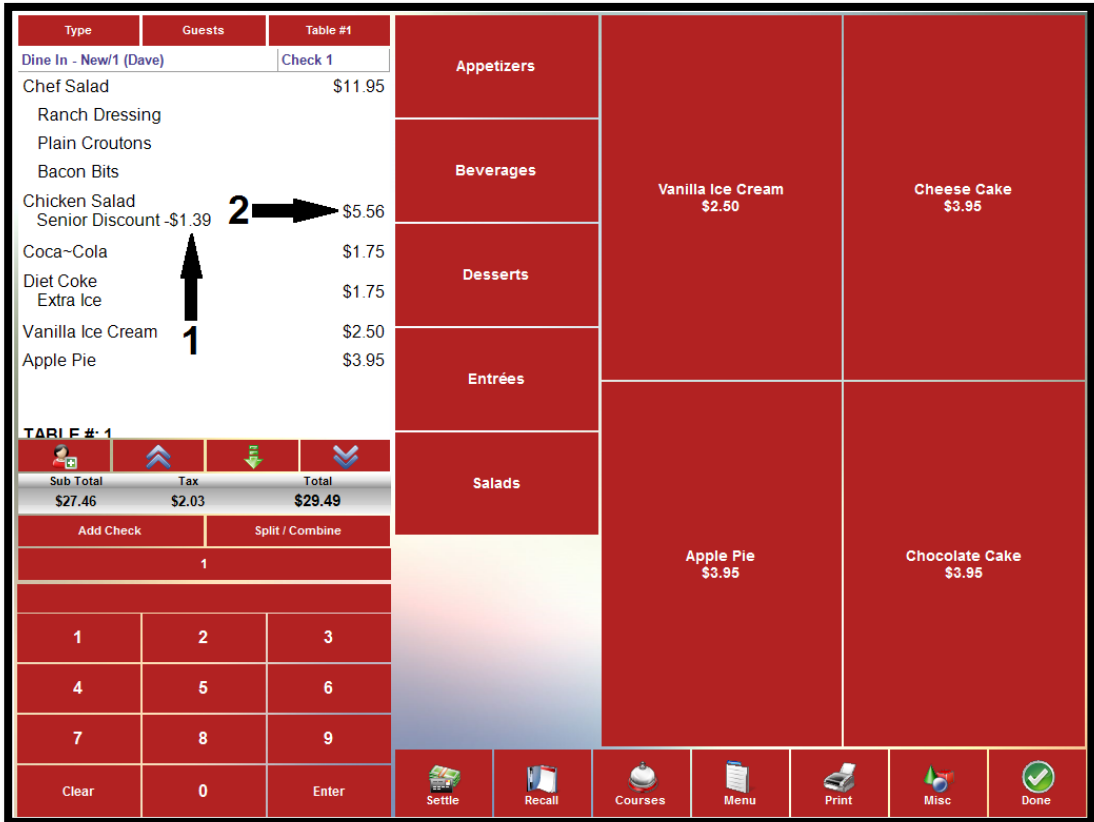 Type Guests Table #1
Dine In - New/1 (Dave) Check 1
Chef Salad $11.95
Ranch Dressing
Plain Croutons
Bacon Bits
Chicken Salad
Senior Discount -$1.39 $5.56
2
Coca~Cola $1.75
Diet Coke
Extra Ice $1.75
1
Vanilla Ice Cream $2.50
Apple Pie $3.95
TABLE #: 1
Sub Total Tax Total
$27.46 $2.03 $29.49
Add Check Split / Combine
1
1 2 3
4 5 6
7 8 9
Clear 0 Enter
Appetizers
Beverages
Desserts
Entrées
Salads
Vanilla Ice Cream
$2.50
Cheese Cake
$3.95
Apple Pie
$3.95
Chocolate Cake
$3.95
Settle Recall Courses Menu Print Misc Done